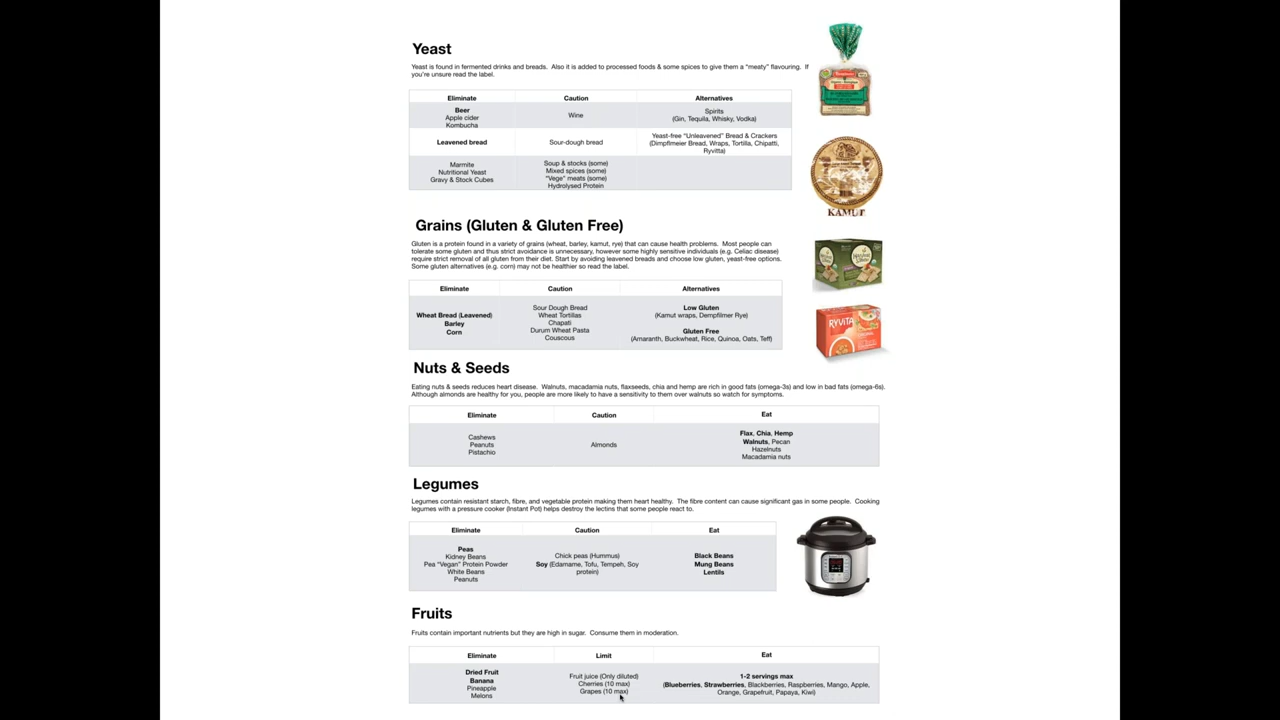 Yeast
Yeast is found in fermented drinks and breads. Also it is added to processed foods & some spices to give them a “meaty” flavouring. If
you're unsure read the label.
Eliminate Caution Alternatives
Beer
Apple cider
Kombucha
Wine
Spirits
(Gin, Tequila, Whisky, Vodka)
Leavened bread
Sour-dough bread
Yeast-free “Unleavened” Bread & Crackers
(Dimpflmeier Bread, Wraps, Tortilla, Chipatti,
Ryvitta)
Marmite
Nutritional Yeast
Gravy & Stock Cubes
Soup & stocks (some)
Mixed spices (some)
“Vege” meats (some)
Hydrolysed Protein
KAMUT
Grains (Gluten & Gluten Free)
Gluten is a protein found in a variety of grains (wheat, barley, kamut, rye) that can cause health problems. Most people can
tolerate some gluten and thus strict avoidance is unnecessary, however some highly sensitive individuals (e.g. Celiac disease)
require strict removal of all gluten from their diet. Start by avoiding leavened breads and choose low gluten, yeast-free options.
Some gluten alternatives (e.g. corn) may not be healthier so read the label.
Eliminate Caution Alternatives
Wheat Bread (Leavened)
Barley
Corn
Sour Dough Bread
Wheat Tortillas
Chapati
Durum Wheat Pasta
Couscous
Low Gluten
(Kamut wraps, Dempfilmer Rye)
Gluten Free
(Amaranth, Buckwheat, Rice, Quinoa, Oats, Teff)
RYVITA
Nuts & Seeds
Eating nuts & seeds reduces heart disease. Walnuts, macadamia nuts, flaxseeds, chia and hemp are rich in good fats (omega-3s) and low in bad fats (omega-6s).
Although almonds are healthy for you, people are more likely to have a sensitivity to them over walnuts so watch for symptoms.
Eliminate Caution Eat
Cashews
Peanuts
Pistachio
Almonds
Flax, Chia, Hemp
Walnuts, Pecan
Hazelnuts
Macadamia nuts
Legumes
Legumes contain resistant starch, fibre, and vegetable protein making them heart healthy. The fibre content can cause significant gas in some people. Cooking
legumes with a pressure cooker (Instant Pot) helps destroy the lectins that some people react to.
Eliminate Caution Eat
Peas
Kidney Beans
Pea “Vegan” Protein Powder
White Beans
Peanuts
Chick peas (Hummus)
Soy (Edamame, Tofu, Tempeh, Soy
protein)
Black Beans
Mung Beans
Lentils
Fruits
Fruits contain important nutrients but they are high in sugar. Consume them in moderation.
Eliminate Limit Eat
Dried Fruit
Banana
Pineapple
Melons
Fruit juice (Only diluted)
Cherries (10 max)
Grapes (10 max)
1-2 servings max
(Blueberries, Strawberries, Blackberries, Raspberries, Mango, Apple,
Orange, Grapefruit, Papaya, Kiwi)